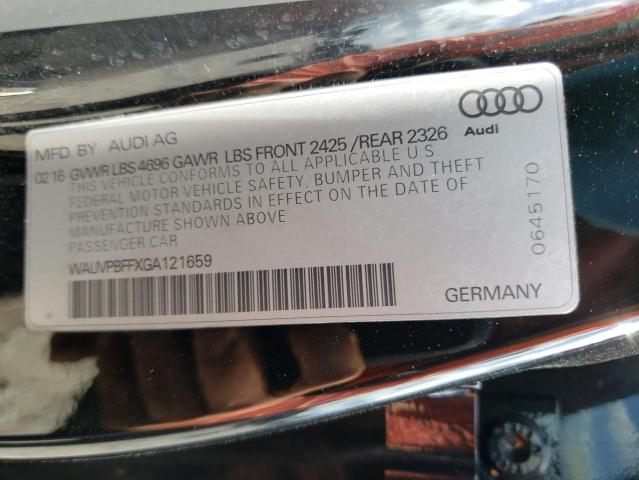 MFD. BY AUDI AG
02 16 GVWR LBS 4696 GAWR LBS FRONT 2425 /REAR 2326
THIS VEHICLE CONFORMS TO ALL APPLICABLE U.S.
FEDERAL MOTOR VEHICLE SAFETY, BUMPER AND THEFT
PREVENTION STANDARDS IN EFFECT ON THE DATE OF
MANUFACTURE SHOWN ABOVE
PASSENGER CAR
WAUVPBFFXGA121659
Audi
0645170
GERMANY